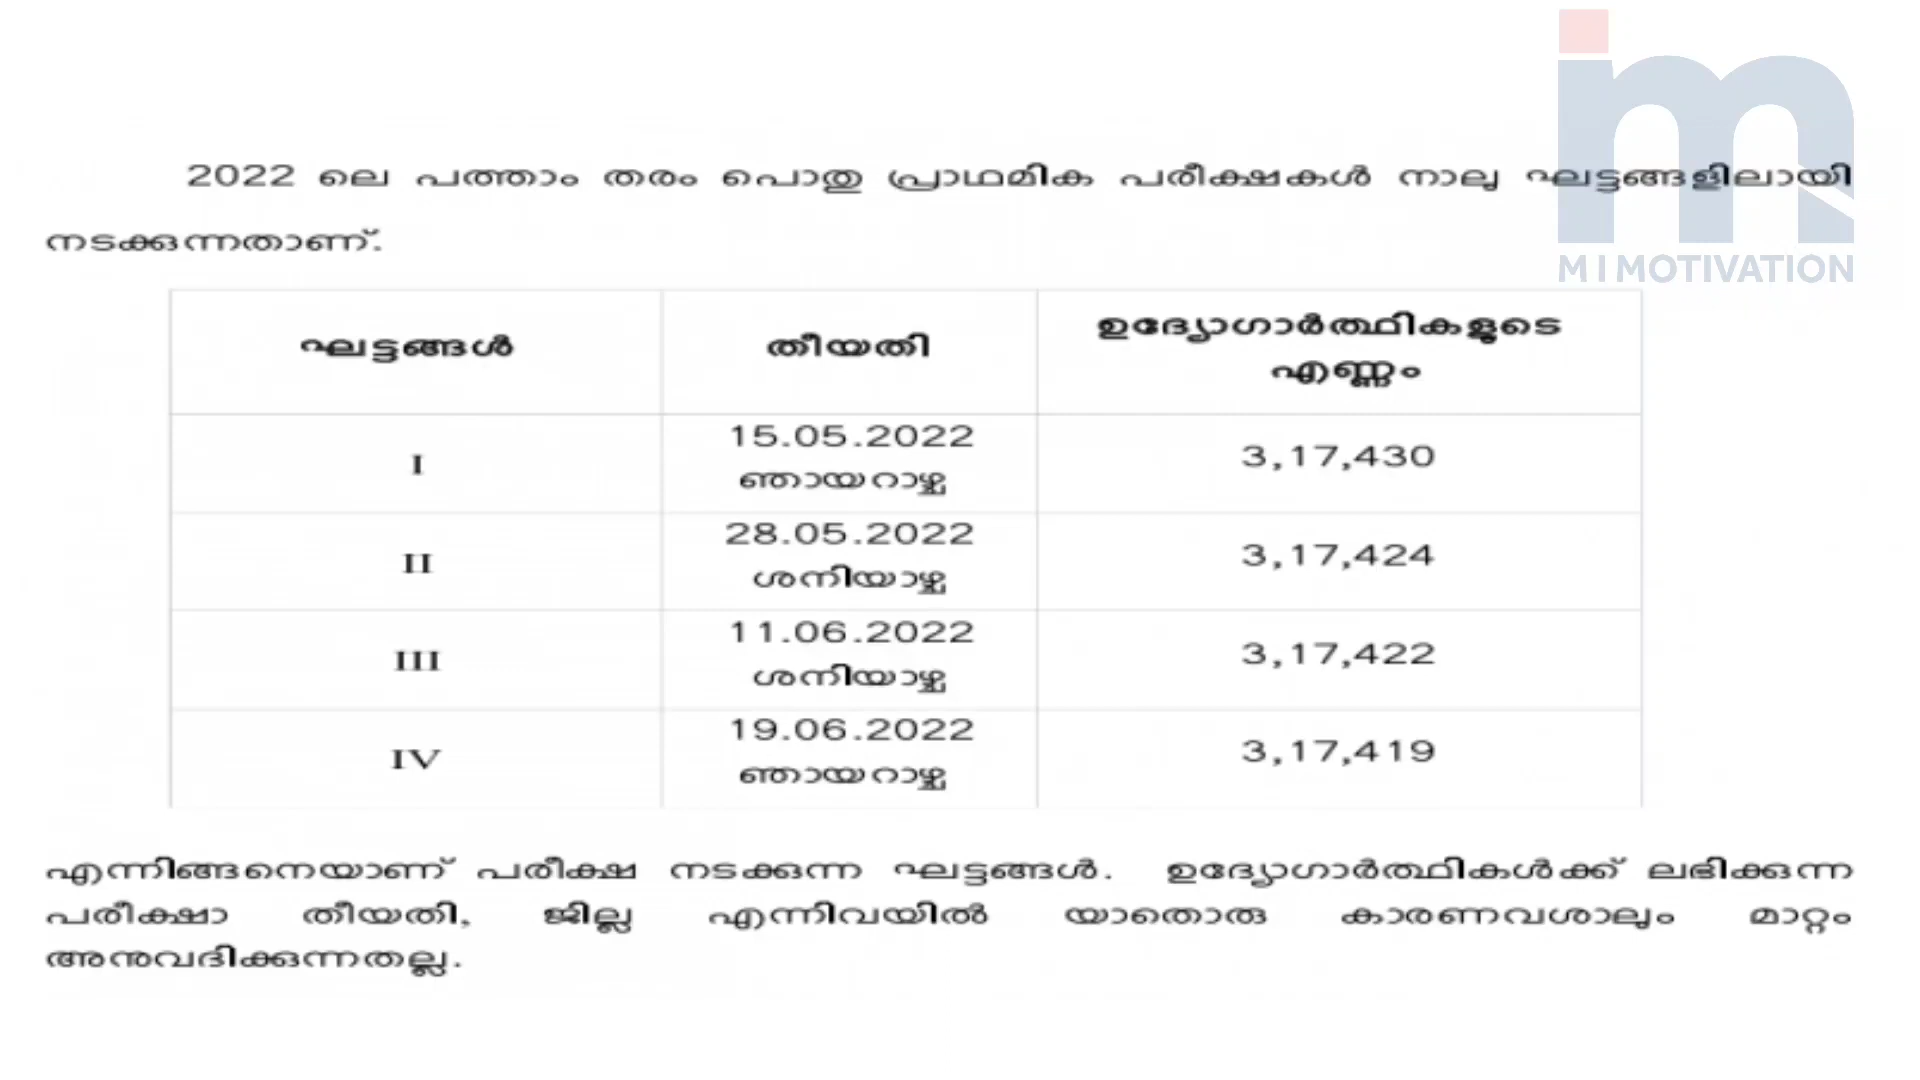 2022 ലെ പത്താം തരം പൊതു പ്രാഥമിക പരീക്ഷകൾ നാലു ഘട്ടങ്ങളിലായി
നടക്കുന്നതാണ്.
M I MOTIVATION
ഘട്ടങ്ങൾ
തീയതി
ഉദ്യോഗാർത്ഥികളുടെ
എണ്ണം
I
15.05.2022
ഞായറാഴ്ച
3,17,430
II
28.05.2022
ശനിയാഴ്ച
3,17,424
III
11.06.2022
ശനിയാഴ്ച
3,17,422
IV
19.06.2022
ഞായറാഴ്ച
3,17,419
എന്നിങ്ങനെയാണ് പരീക്ഷ നടക്കുന്ന ഘട്ടങ്ങൾ. ഉദ്യോഗാർത്ഥികൾക്ക് ലഭിക്കുന്ന
പരീക്ഷാ തീയതി, ജില്ല എന്നിവയിൽ യാതൊരു കാരണവശാലും മാറ്റം
അനുവദിക്കുന്നതല്ല.